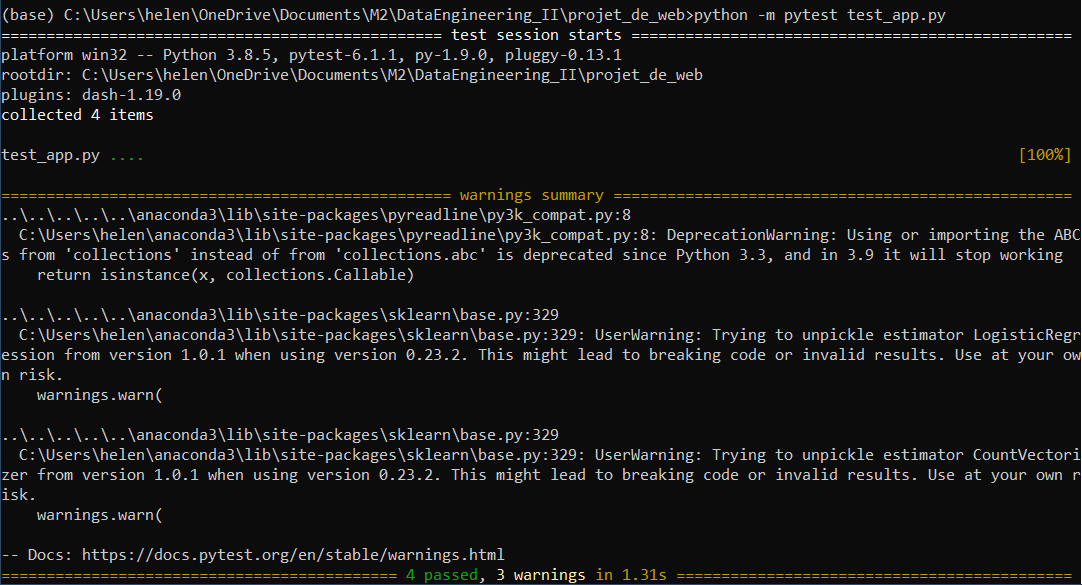 (base) C:\Users\helen\OneDrive\Documents\M2\DataEngineering_II\projet_de_web>python -m pytest test_app.py
================================================= test session starts =================================================
platform win32 -- Python 3.8.5, pytest-6.1.1, py-1.9.0, pluggy-0.13.1
rootdir: C:\Users\helen\OneDrive\Documents\M2\DataEngineering_II\projet_de_web
plugins: dash-1.19.0
collected 4 items
test_app.py .... [100%]
================================================== warnings summary ===================================================
..\..\..\..\..\anaconda3\lib\site-packages\pyreadline\py3k_compat.py:8
C:\Users\helen\anaconda3\lib\site-packages\pyreadline\py3k_compat.py:8: DeprecationWarning: Using or importing the ABC
s from 'collections' instead of from 'collections.abc' is deprecated since Python 3.3, and in 3.9 it will stop working
return isinstance(x, collections.Callable)
..\..\..\..\..\anaconda3\lib\site-packages\sklearn\base.py:329
C:\Users\helen\anaconda3\lib\site-packages\sklearn\base.py:329: UserWarning: Trying to unpickle estimator LogisticRegr
ession from version 1.0.1 when using version 0.23.2. This might lead to breaking code or invalid results. Use at your ow
n risk.
warnings.warn(
..\..\..\..\..\anaconda3\lib\site-packages\sklearn\base.py:329
C:\Users\helen\anaconda3\lib\site-packages\sklearn\base.py:329: UserWarning: Trying to unpickle estimator CountVectori
zer from version 1.0.1 when using version 0.23.2. This might lead to breaking code or invalid results. Use at your own r
isk.
warnings.warn(
-- Docs: https://docs.pytest.org/en/stable/warnings.html
============================================ 4 passed, 3 warnings in 1.31s ============================================